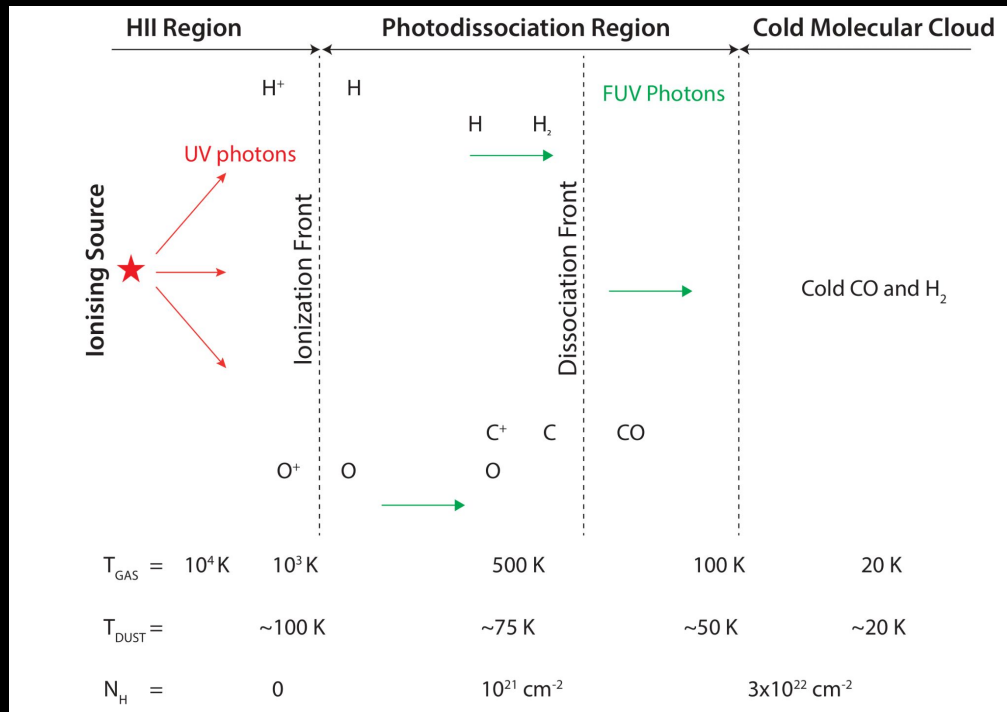 HII Region Photodissociation Region Cold Molecular Cloud
H⁺ H FUV Photons
H H₂
UV photons
Ionising Source
Ionization Front
Dissociation Front
Cold CO and H₂
C⁺ C CO
O⁺ O O
T_GAS = 10⁴ K 10³ K 500 K 100 K 20 K
T_DUST = ~100 K ~75 K ~50 K ~20 K
N_H = 0 10²¹ cm⁻² 3x10²² cm⁻²